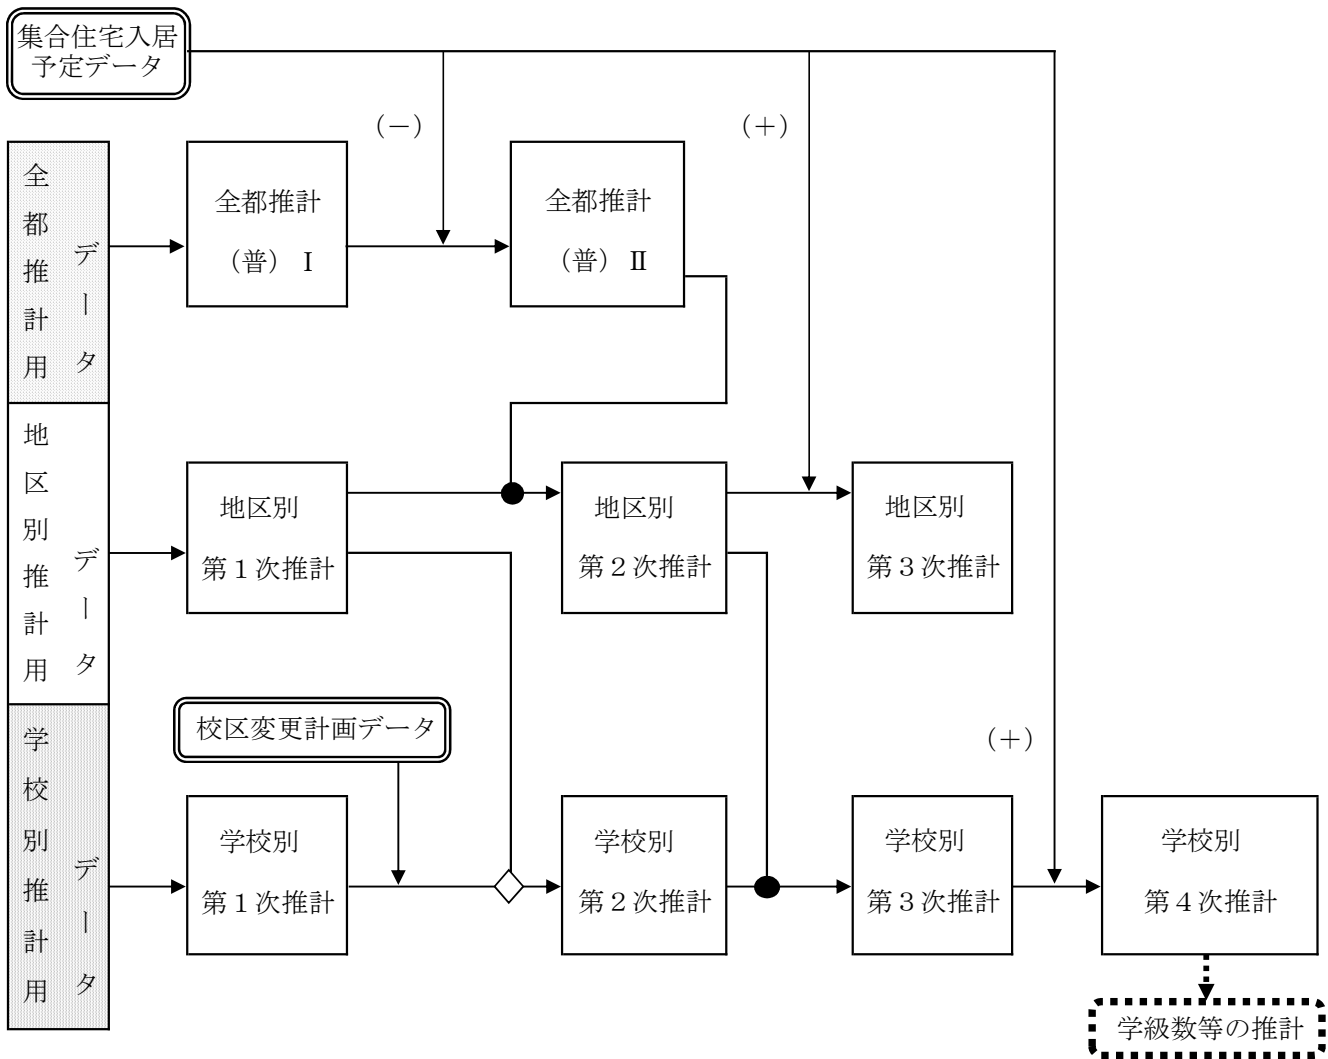 集合住宅入居
予定データ
（－）
（＋）
全都推計用
データ
全都推計
（普）Ⅰ
全都推計
（普）Ⅱ
地区別推計用
データ
地区別
第１次推計
地区別
第２次推計
地区別
第３次推計
校区変更計画データ
（＋）
学校別推計用
データ
学校別
第１次推計
学校別
第２次推計
学校別
第３次推計
学校別
第４次推計
学級数等の推計